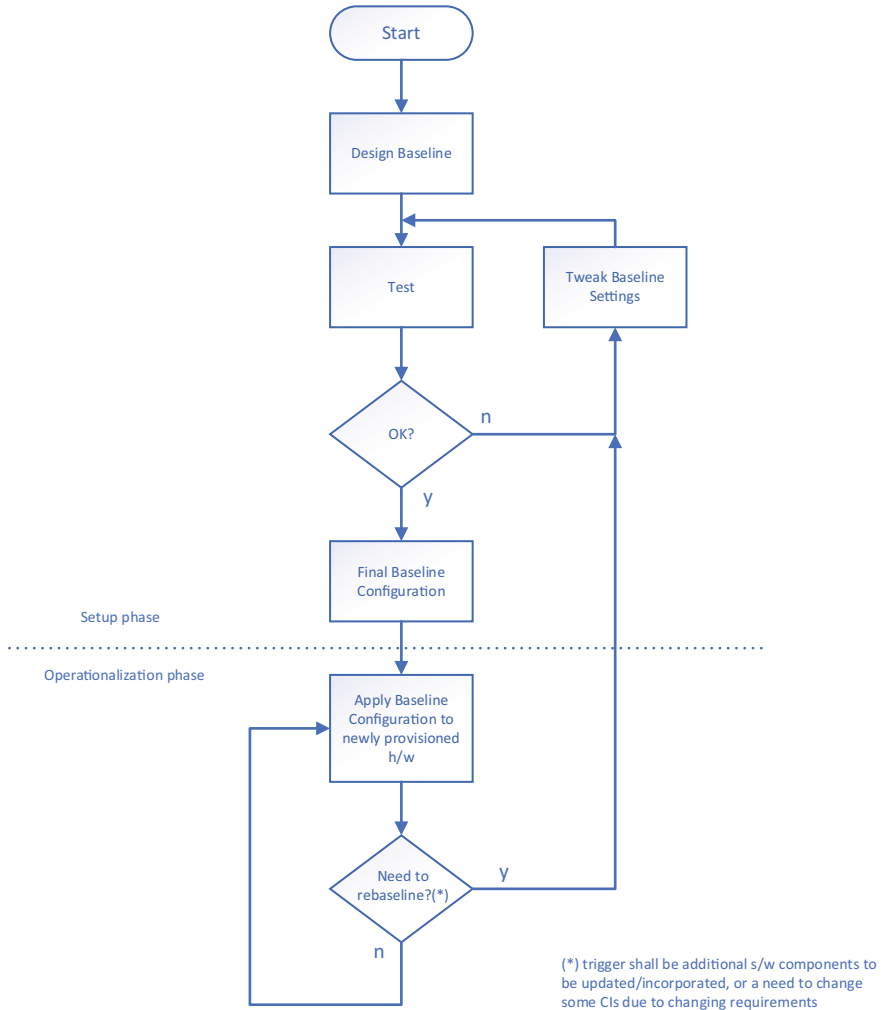 Start
Design Baseline
Test
Tweak Baseline
Settings
OK?
n
y
Final Baseline
Configuration
Setup phase
Operationalization phase
Apply Baseline
Configuration to
newly provisioned
h/w
Need to
rebaseline?(*)
y
n
(*) trigger shall be additional s/w components to
be updated/incorporated, or a need to change
some CIs due to changing requirements